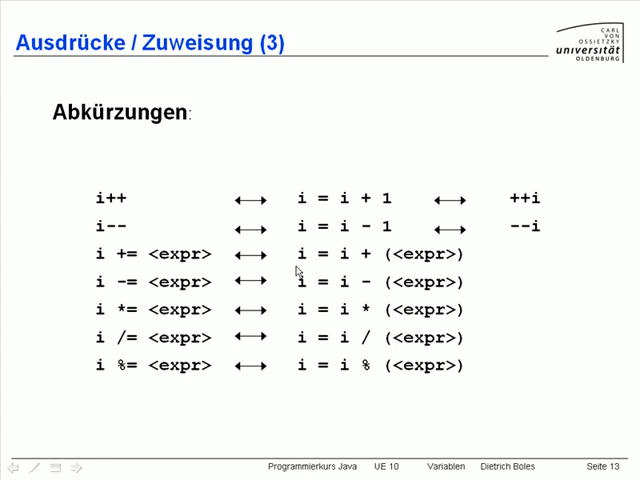 Ausdrücke / Zuweisung (3)
CARL
VON
OSSIETZKY
universität
OLDENBURG
Abkürzungen:
i++ ↔ i = i + 1 ↔ ++i
i-- ↔ i = i - 1 ↔ --i
i += <expr> ↔ i = i + (<expr>)
i -= <expr> ↔ i = i - (<expr>)
i *= <expr> ↔ i = i * (<expr>)
i /= <expr> ↔ i = i / (<expr>)
i %= <expr> ↔ i = i % (<expr>)
Programmierkurs Java UE 10 Variablen Dietrich Boles Seite 13